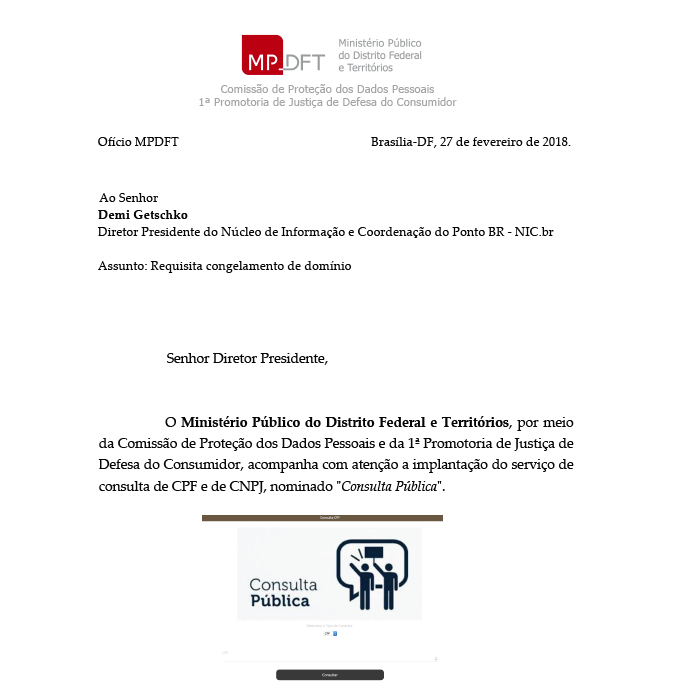 MPDFT
Ministério Público
do Distrito Federal
e Territórios
Comissão de Proteção dos Dados Pessoais
1ª Promotoria de Justiça de Defesa do Consumidor
Ofício MPDFT Brasília-DF, 27 de fevereiro de 2018.
Ao Senhor
Demi Getschko
Diretor Presidente do Núcleo de Informação e Coordenação do Ponto BR - NIC.br
Assunto: Requisita congelamento de domínio
Senhor Diretor Presidente,
O Ministério Público do Distrito Federal e Territórios, por meio
da Comissão de Proteção dos Dados Pessoais e da 1ª Promotoria de Justiça de
Defesa do Consumidor, acompanha com atenção a implantação do serviço de
consulta de CPF e de CNPJ, nominado "Consulta Pública".
Consulta CPF
Consulta
Pública
Consultar